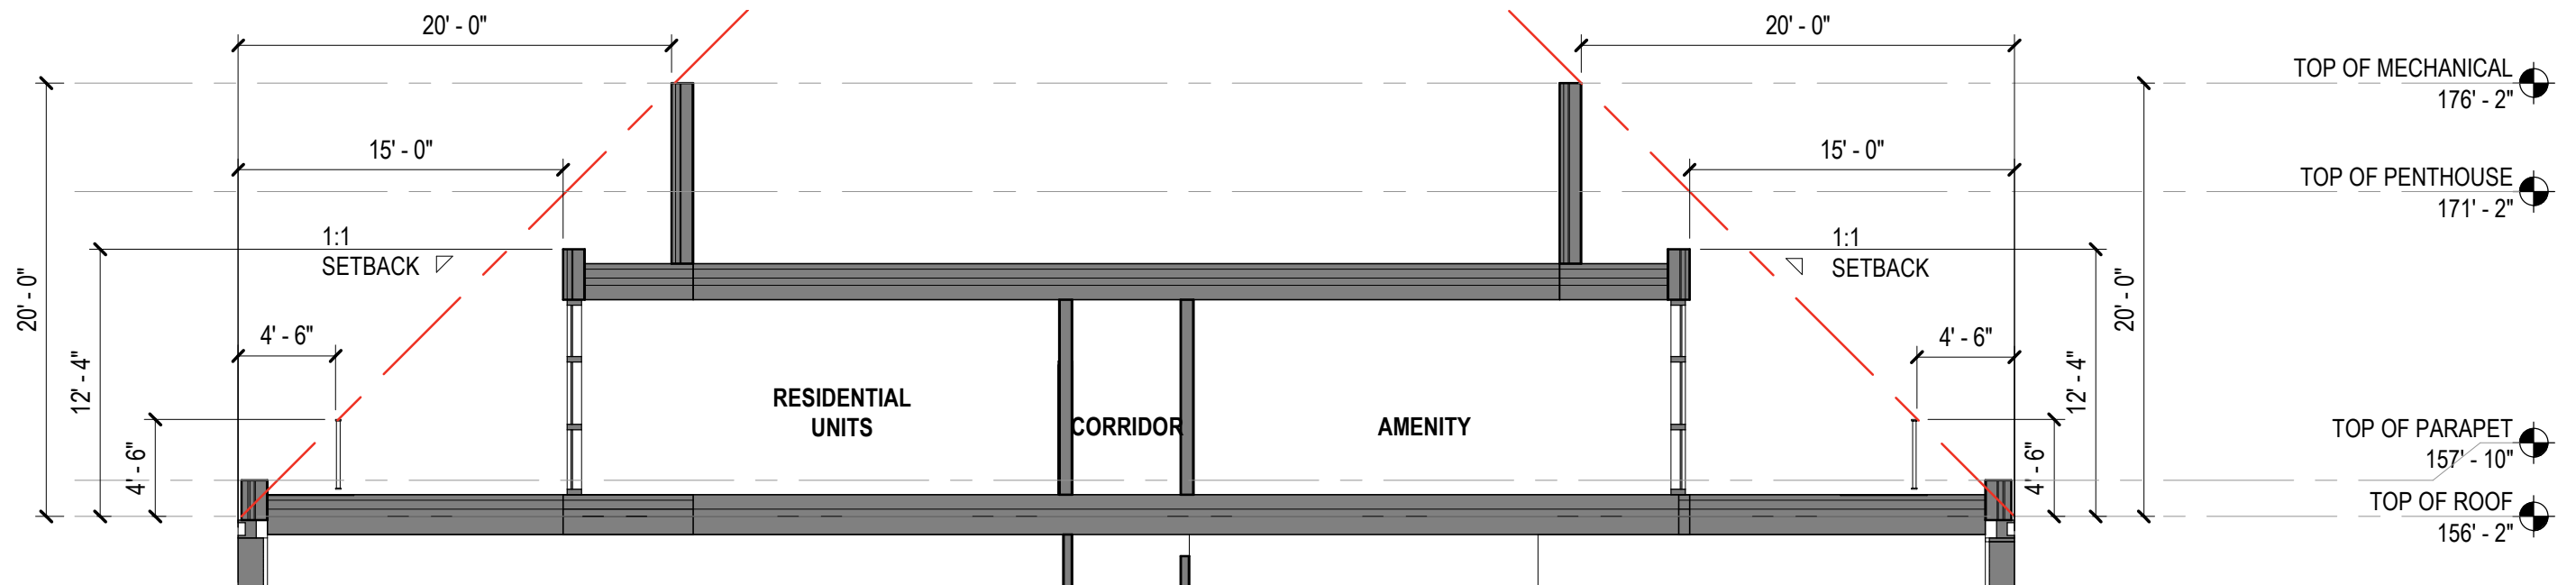 20' - 0"
20' - 0"
TOP OF MECHANICAL
176' - 2"
15' - 0"
15' - 0"
TOP OF PENTHOUSE
171' - 2"
1:1
SETBACK
1:1
SETBACK
20' - 0"
12' - 4"
4' - 6"
4' - 6"
RESIDENTIAL
UNITS
CORRIDOR
AMENITY
4' - 6"
4' - 6"
12' - 4"
20' - 0"
TOP OF PARAPET
157' - 10"
TOP OF ROOF
156' - 2"